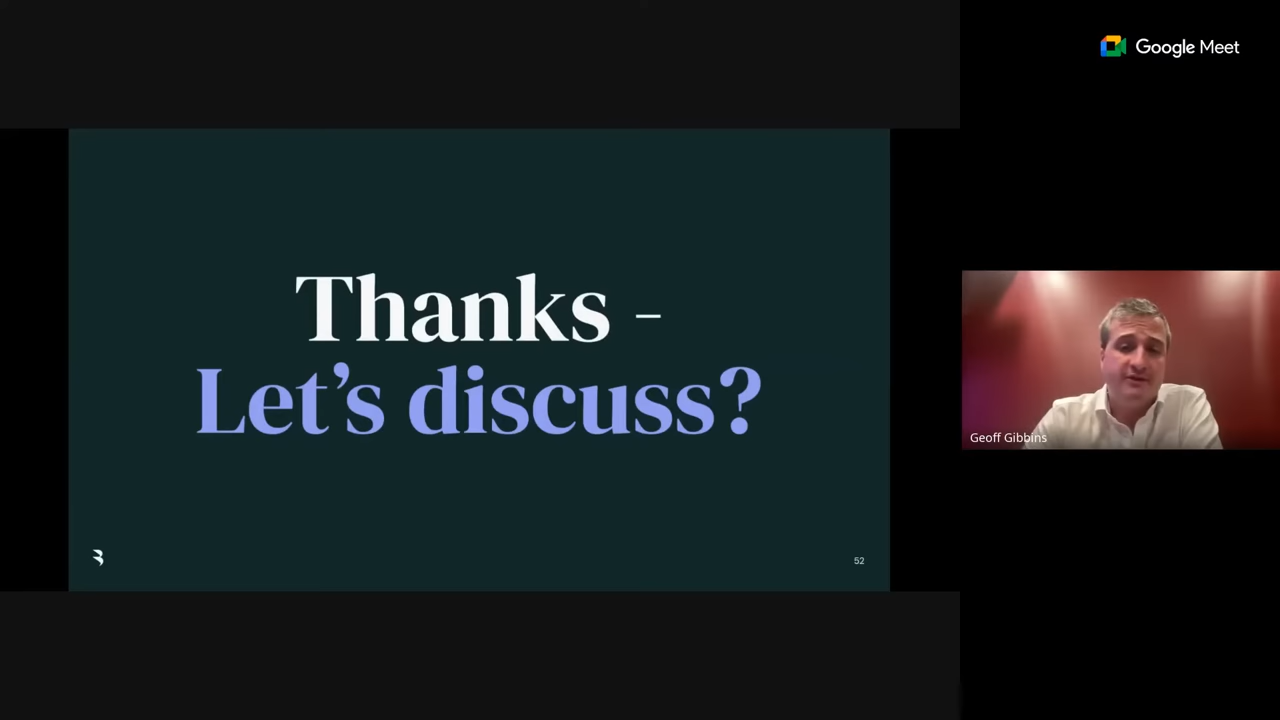 Google Meet
Thanks –
Let’s discuss?
Geoff Gibbins
52